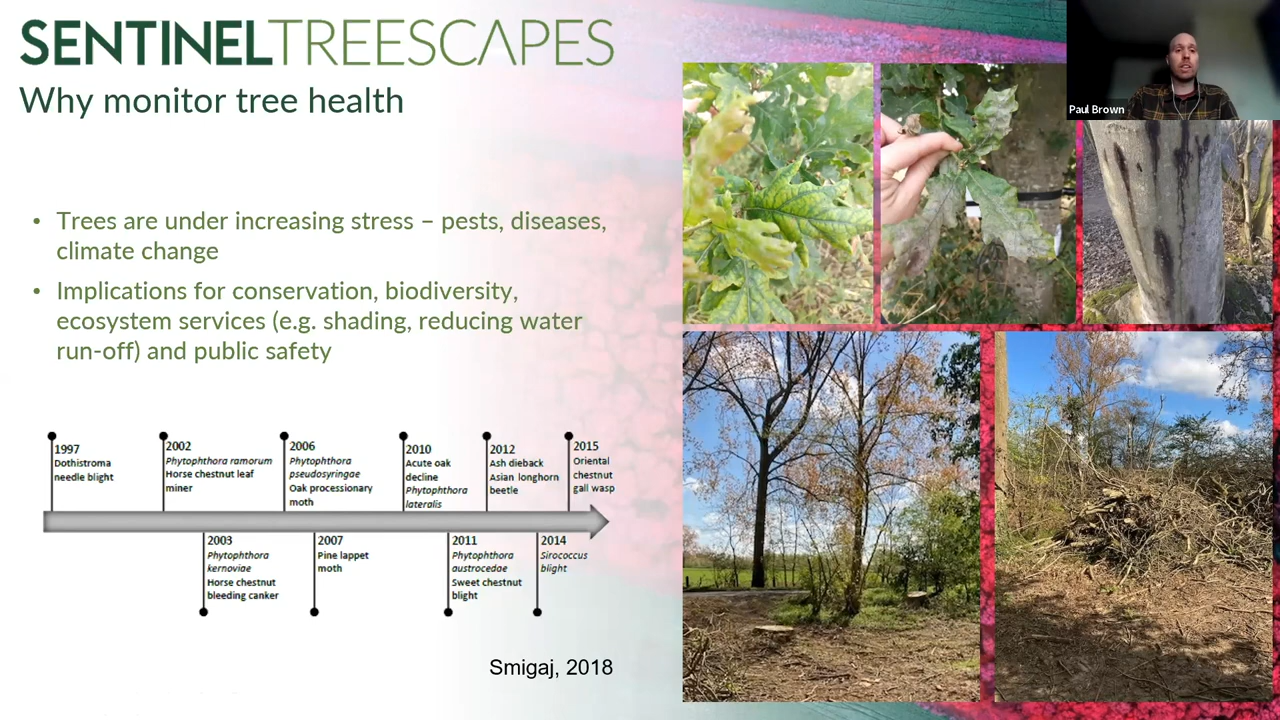 SENTINELTREESCAPES
Why monitor tree health
• Trees are under increasing stress – pests, diseases,
climate change
• Implications for conservation, biodiversity,
ecosystem services (e.g. shading, reducing water
run-off) and public safety
1997
Dothistroma
needle blight
2002
Phytophthora ramorum
Horse chestnut leaf
miner
2006
Phytophthora
pseudosyringae
Oak processionary
moth
2010
Acute oak
decline
Phytophthora
lateralis
2012
Ash dieback
Asian longhorn
beetle
2015
Oriental
chestnut
gall wasp
2003
Phytophthora
kernoviae
Horse chestnut
bleeding canker
2007
Pine lappet
moth
2011
Phytophthora
austrocedae
Sweet chestnut
blight
2014
Sirococcus
blight
Smigaj, 2018
Paul Brown